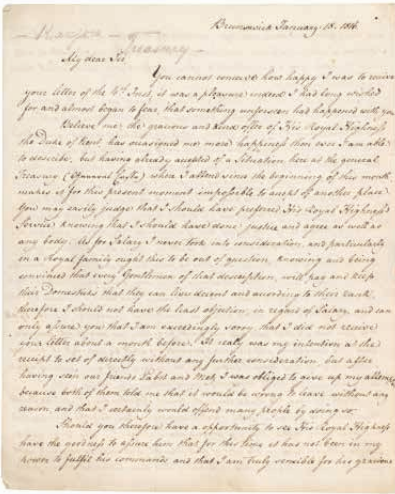 Brunswick January 18. 1814.
Treasury
My dear Sir,
You cannot conceive how happy I was to receive
your letter of the 4th Inst, it was a pleasure indeed I had long wished
for and almost began to fear, that something unforseen had happened with you
Believe me, the gracious and kind offer of His Royal Highness
the Duke of Kent has occasioned me more happiness than ever I am able
to describe, but having already accepted of a Situation here at the general
Treasury ( where I attend since the beginning of this month
makes it for this present moment impossible to accept of another place
You may easily judge that I should have preferred His Royal Highness's
Service knowing that I should have done justice and agree as well as
any body. As for Salary I never took into consideration, and particularly
in a Royal family ought this to be out of question, knowing and being
convinced that every Gentleman of that description, will pay and keep
their Domesticks that they can live decent and according to their rank,
therefore I should not have the least objection, in regard of Salary, and can
only assure you that I am exceedingly sorry that I did not receive
your letter about a month before. It realy was my intention at the
receipt to set of directly without any further consideration but after
having seen our friends and I was obliged to give up my
because both of them told me that it would be wrong to leave without any
reason, and that I certainly would offend many people by doing so.
Should you therefore have a opportunity to see His Royal Highness
have the goodness to assure him that for this time it has not been in my
power to fulfil his commands and that I am truly sensible for his gracious